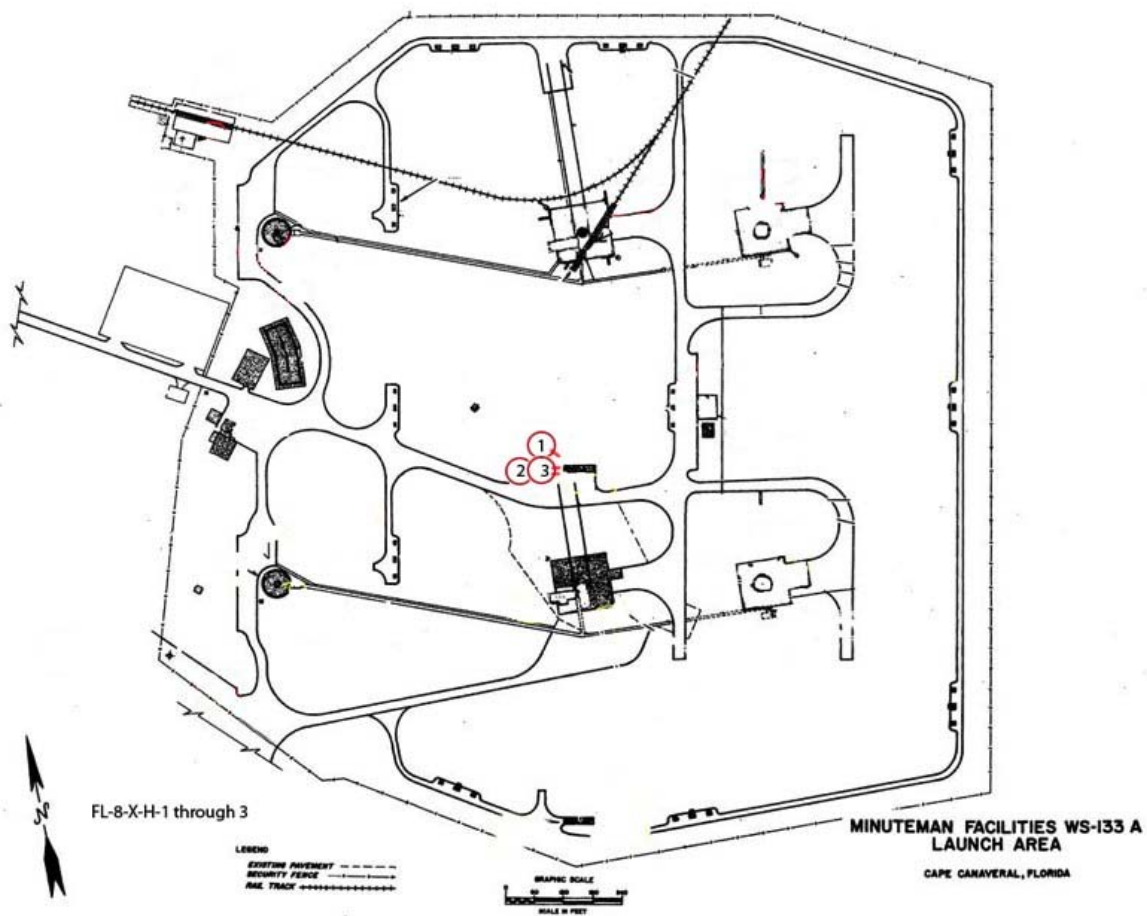 1
2 3
FL-8-X-H-1 through 3
LEGEND
EXISTING PAVEMENT
SECURITY FENCE
RAIL TRACK
GRAPHIC SCALE
SCALE IN FEET
MINUTEMAN FACILITIES WS-133 A
LAUNCH AREA
CAPE CANAVERAL, FLORIDA